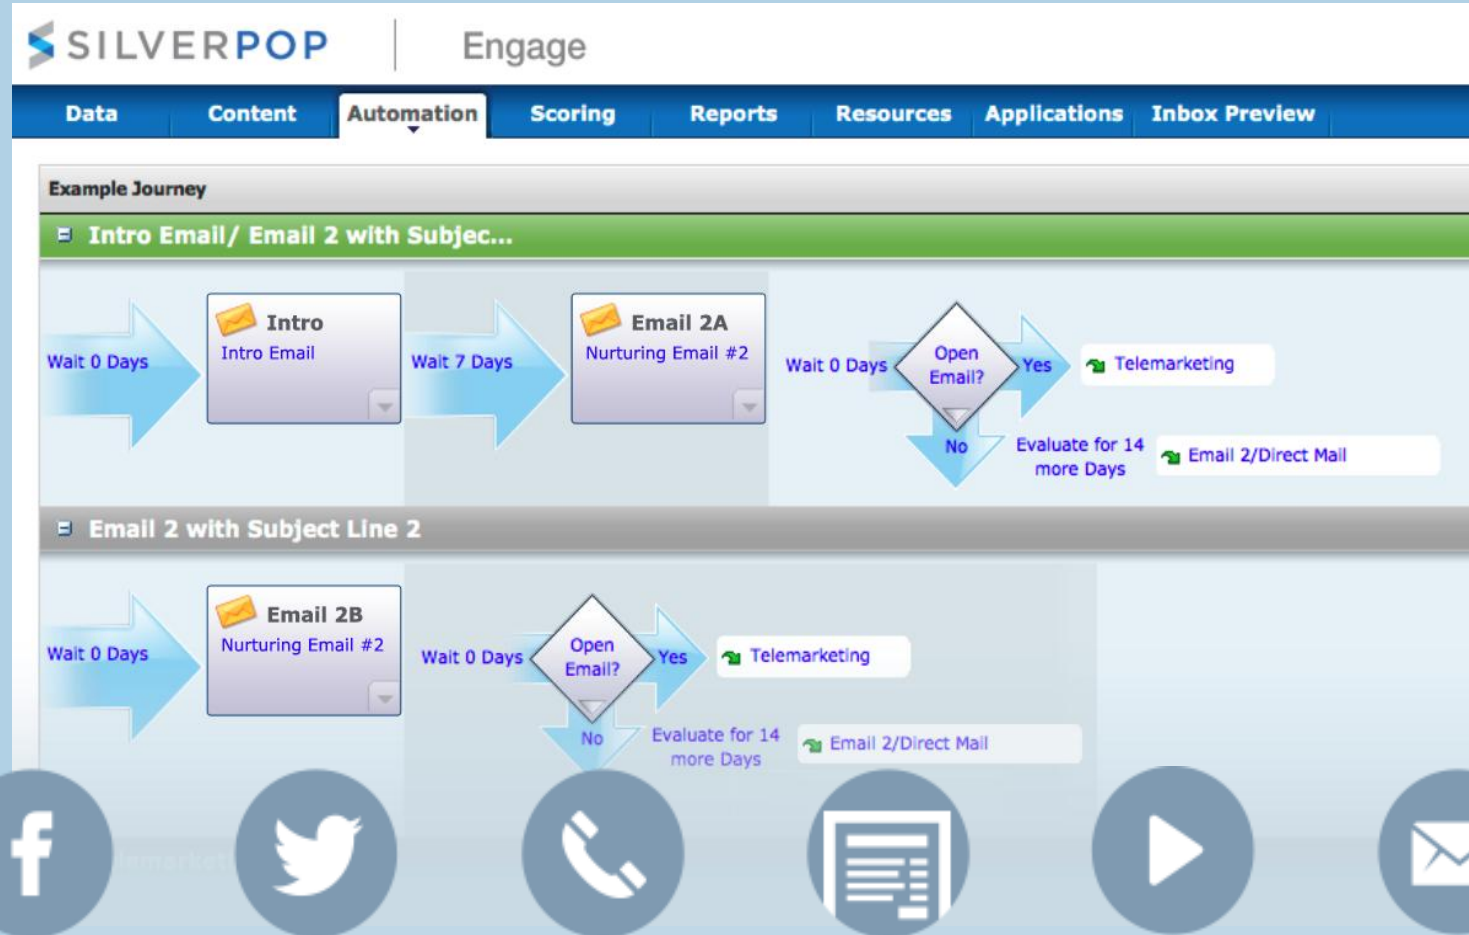 SILVERPOP Engage
Data Content Automation Scoring Reports Resources Applications Inbox Preview
Example Journey
Intro Email/ Email 2 with Subjec...
Wait 0 Days
Intro
Intro Email
Wait 7 Days
Email 2A
Nurturing Email #2
Wait 0 Days
Open
Email?
Yes
Telemarketing
No
Evaluate for 14
more Days
Email 2/Direct Mail
Email 2 with Subject Line 2
Wait 0 Days
Email 2B
Nurturing Email #2
Wait 0 Days
Open
Email?
Yes
Telemarketing
No
Evaluate for 14
more Days
Email 2/Direct Mail